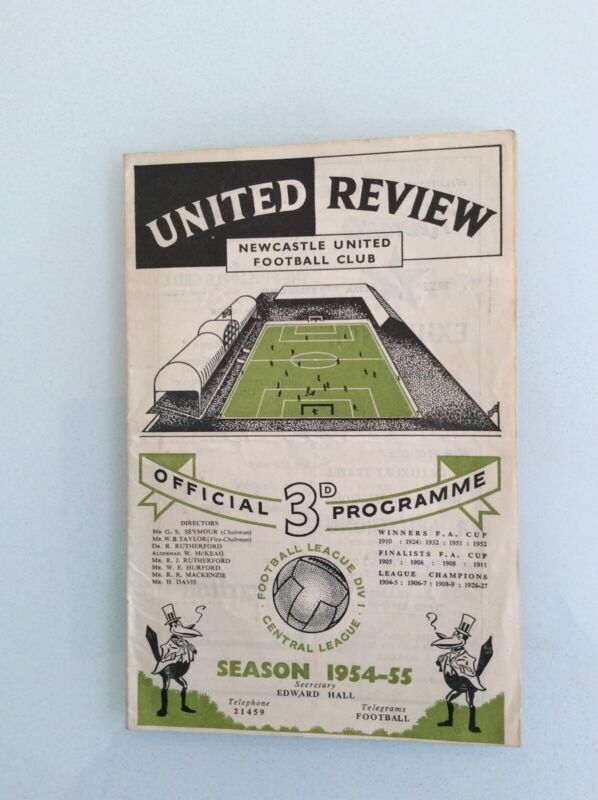 UNITED REVIEW
NEWCASTLE UNITED
FOOTBALL CLUB
OFFICIAL 3D PROGRAMME
DIRECTORS
MR G. S. SEYMOUR (Chairman)
MR. W.B. TAYLOR (Vice-Chairman)
DR. R. RUTHERFORD
ALDERMAN W. MCKEAG
MR. R. J. RUTHERFORD
MR. W. E. HURFORD
MR. R. R. MACKENZIE
MR. H. DAVIS
WINNERS F.A. CUP
1910 : 1924 : 1932 : 1951 : 1952
FINALISTS F.A. CUP
1905 : 1906 : 1908 : 1911
LEAGUE CHAMPIONS
1904-5 : 1906-7 : 1908-9 : 1926-27
FOOTBALL LEAGUE DIV 1
CENTRAL LEAGUE
SEASON 1954-55
Secretary
EDWARD HALL
Telephone
21459
Telegrams
FOOTBALL